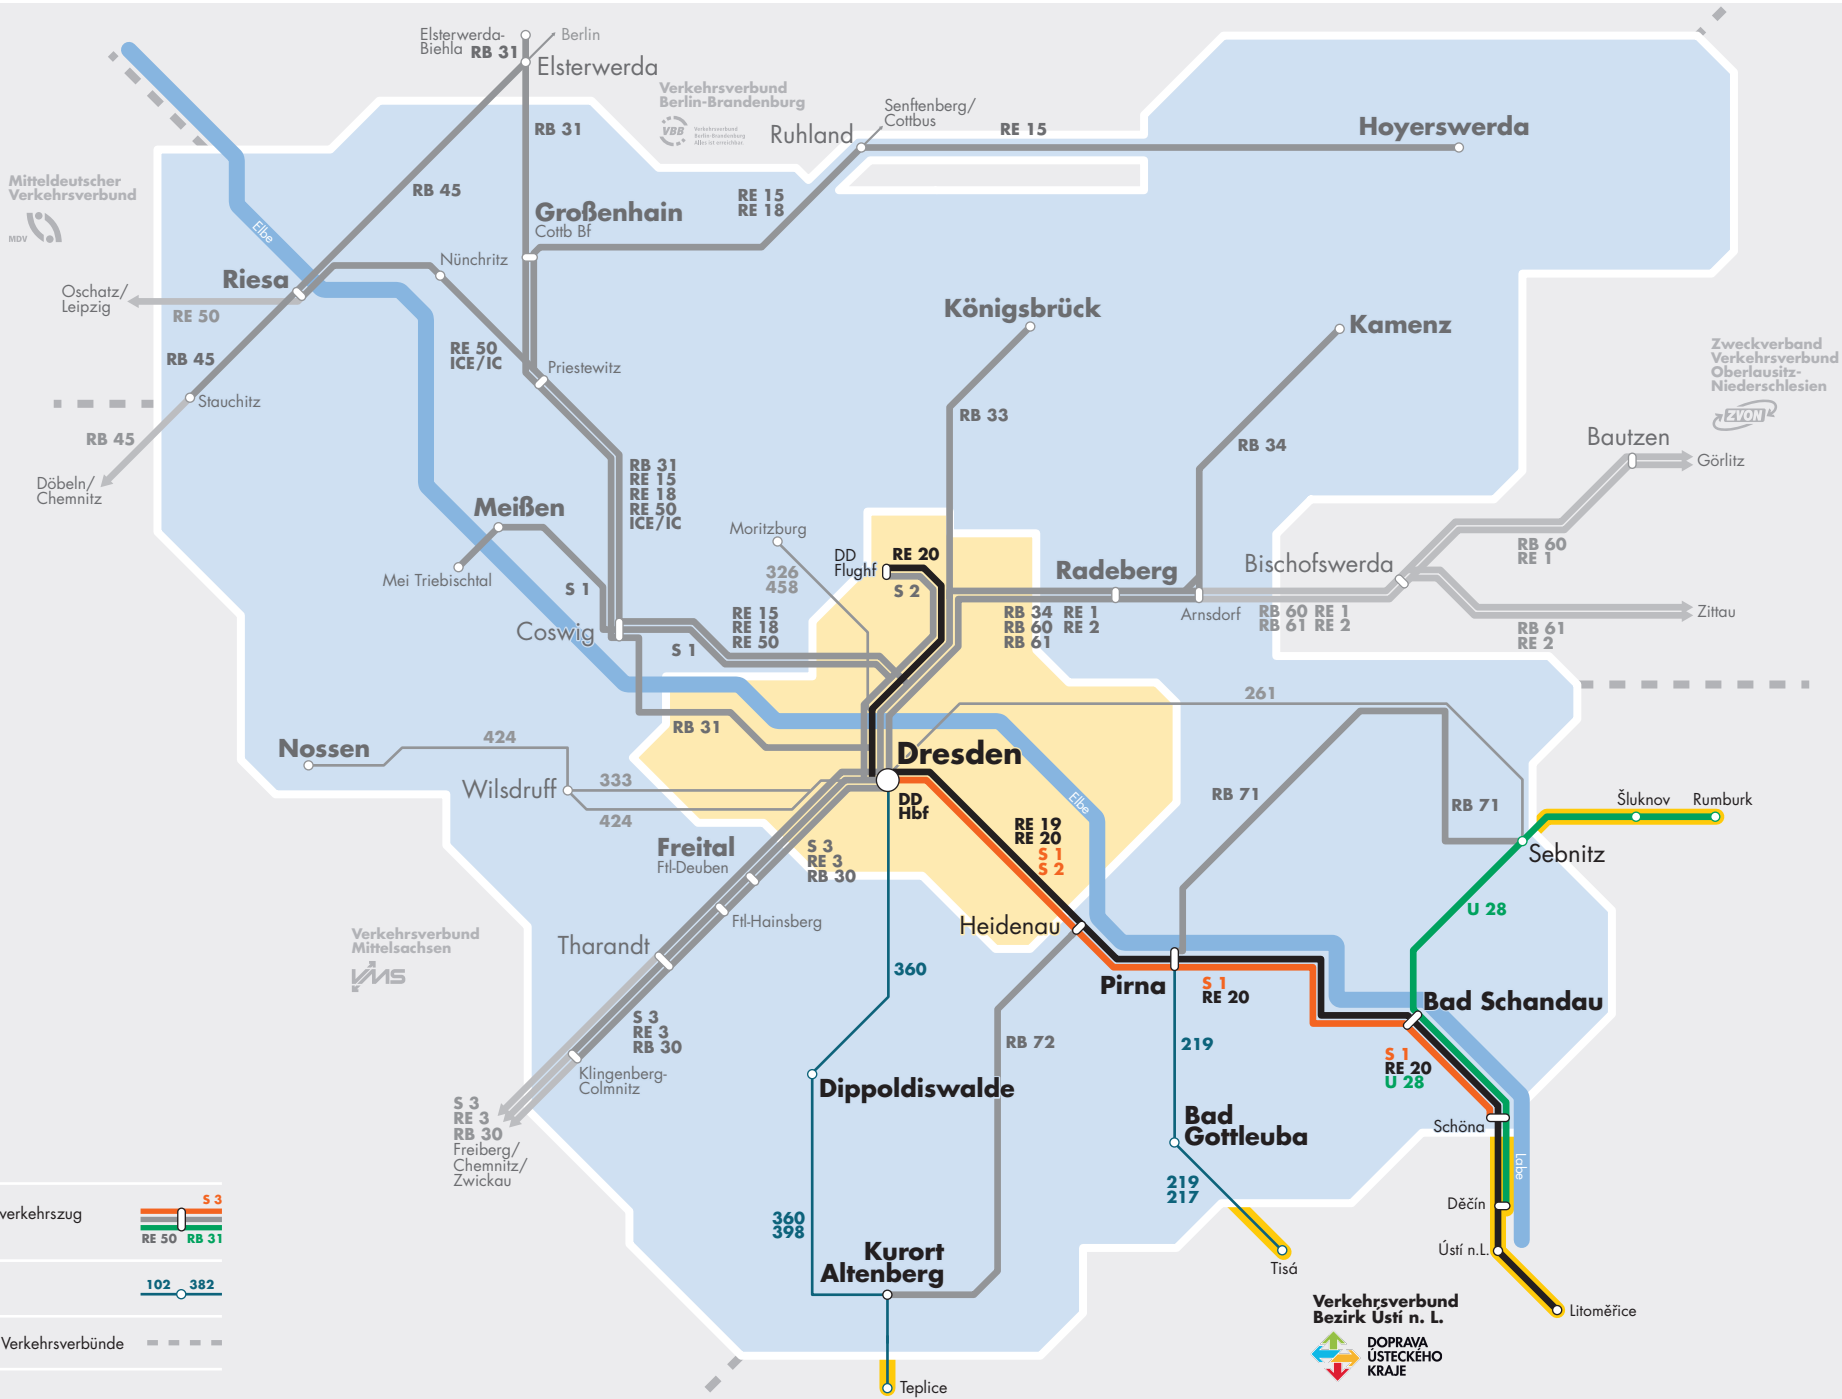 Elsterwerda-
Biehla
RB 31
Berlin
Elsterwerda
Verkehrsverbund
Berlin-Brandenburg
VBB
Verkehrsverbund
Berlin-Brandenburg
Alles ist erreichbar.
RB 31
Senftenberg/
Cottbus
Ruhland
RE 15
Hoyerswerda
Mitteldeutscher
Verkehrsverbund
MDV
RB 45
RE 15
RE 18
Großenhain
Cottb Bf
Elbe
Nünchritz
Riesa
Oschatz/
Leipzig
RE 50
Königsbrück
Kamenz
RB 45
RE 50
ICE/IC
Priestewitz
Zweckverband
Verkehrsverbund
Oberlausitz-
Niederschlesien
ZVON
Stauchitz
RB 33
RB 45
RB 34
Bautzen
Görlitz
Döbeln/
Chemnitz
RB 31
RE 15
RE 18
RE 50
ICE/IC
Meißen
Moritzburg
326
458
DD
Flughf
RE 20
S 2
Mei Triebischtal
S 1
Radeberg
Bischofswerda
RB 60
RE 1
Arnsdorf
RB 34 RE 1
RB 60 RE 2
RB 61
RB 60 RE 1
RB 61 RE 2
Zittau
RB 61
RE 2
Coswig
RE 15
RE 18
RE 50
S 1
261
RB 31
Nossen
424
Dresden
DD
Hbf
Wilsdruff
333
424
Elbe
RB 71
RB 71
Šluknov
Rumburk
RE 19
RE 20
S 1
S 2
Freital
Ftl-Deuben
S 3
RE 3
RB 30
Sebnitz
U 28
Ftl-Hainsberg
Heidenau
Verkehrsverbund
Mittelsachsen
VMS
Tharandt
360
Pirna
S 1
RE 20
Bad Schandau
S 3
RE 3
RB 30
RB 72
219
S 1
RE 20
U 28
Klingenberg-
Colmnitz
Dippoldiswalde
S 3
RE 3
RB 30
Freiberg/
Chemnitz/
Zwickau
Bad
Gottleuba
Schöna
Labe
219
217
Děčín
verkehrszug
S 3
RE 50 RB 31
360
398
Ústí n.L.
Kurort
Altenberg
Tisá
102 382
Verkehrsverbund
Bezirk Ústí n. L.
Litoměřice
Verkehrsverbünde
DOPRAVA
ÚSTECKÉHO
KRAJE
Teplice